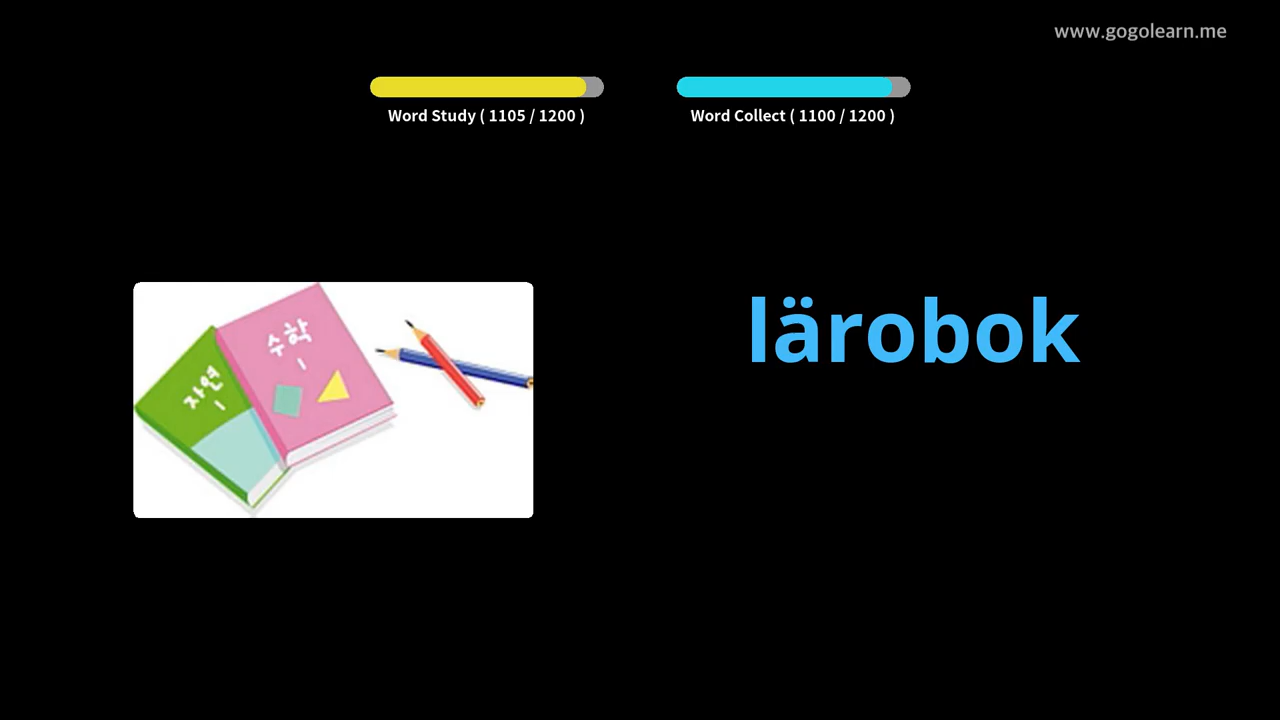 www.gogolearn.me
Word Study ( 1105 / 1200 )
Word Collect ( 1100 / 1200 )
lärobok
수학
1
자연
1